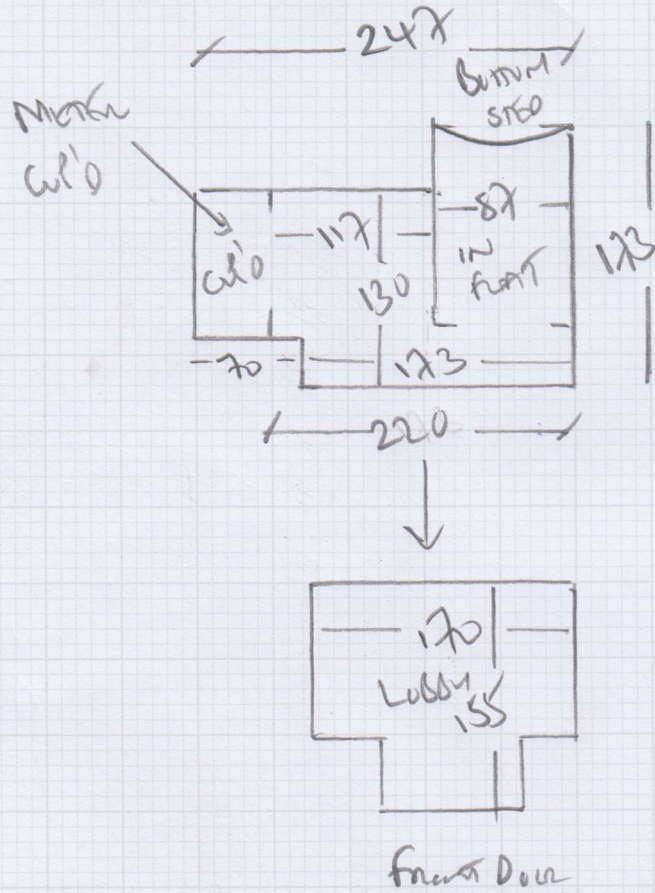 247
BOTTOM
STEP
METER
CUP'D
CUP'D
117
87
IN
FLAT
173
130
70
173
220
170
LOBBY
155
FRONT DOOR